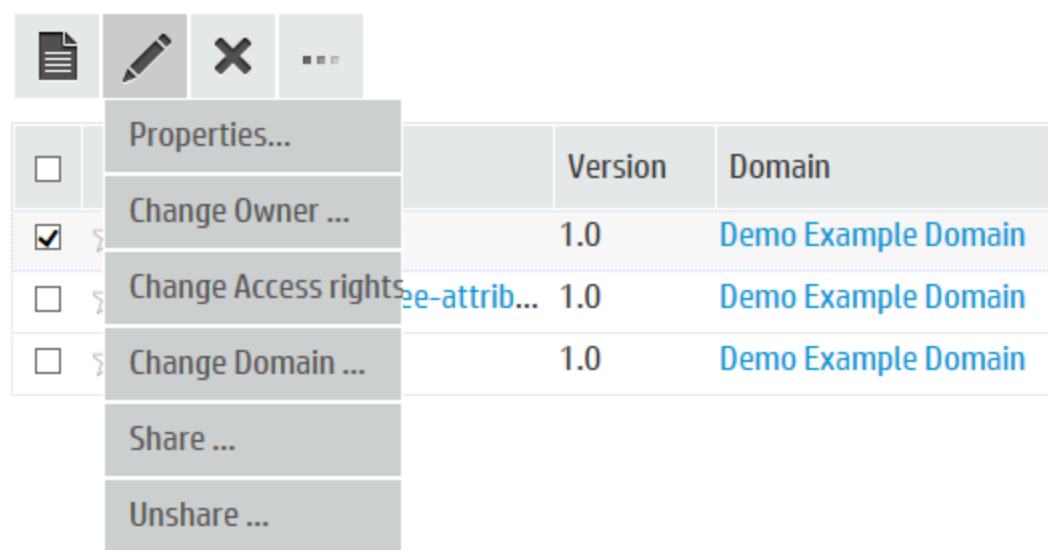 Properties...
Version Domain
Change Owner ...
1.0 Demo Example Domain
Change Access rights
ee-attrib... 1.0 Demo Example Domain
Change Domain ...
1.0 Demo Example Domain
Share ...
Unshare ...